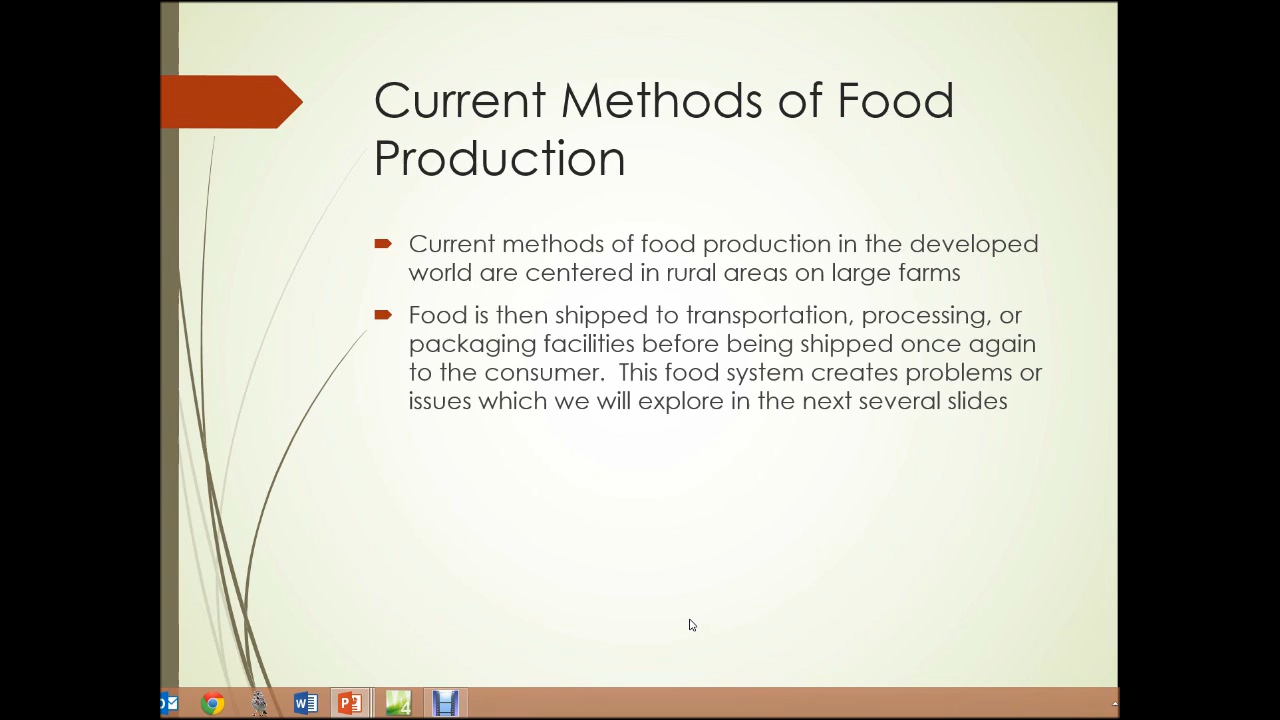 Current Methods of Food
Production
Current methods of food production in the developed
world are centered in rural areas on large farms
Food is then shipped to transportation, processing, or
packaging facilities before being shipped once again
to the consumer.  This food system creates problems or
issues which we will explore in the next several slides